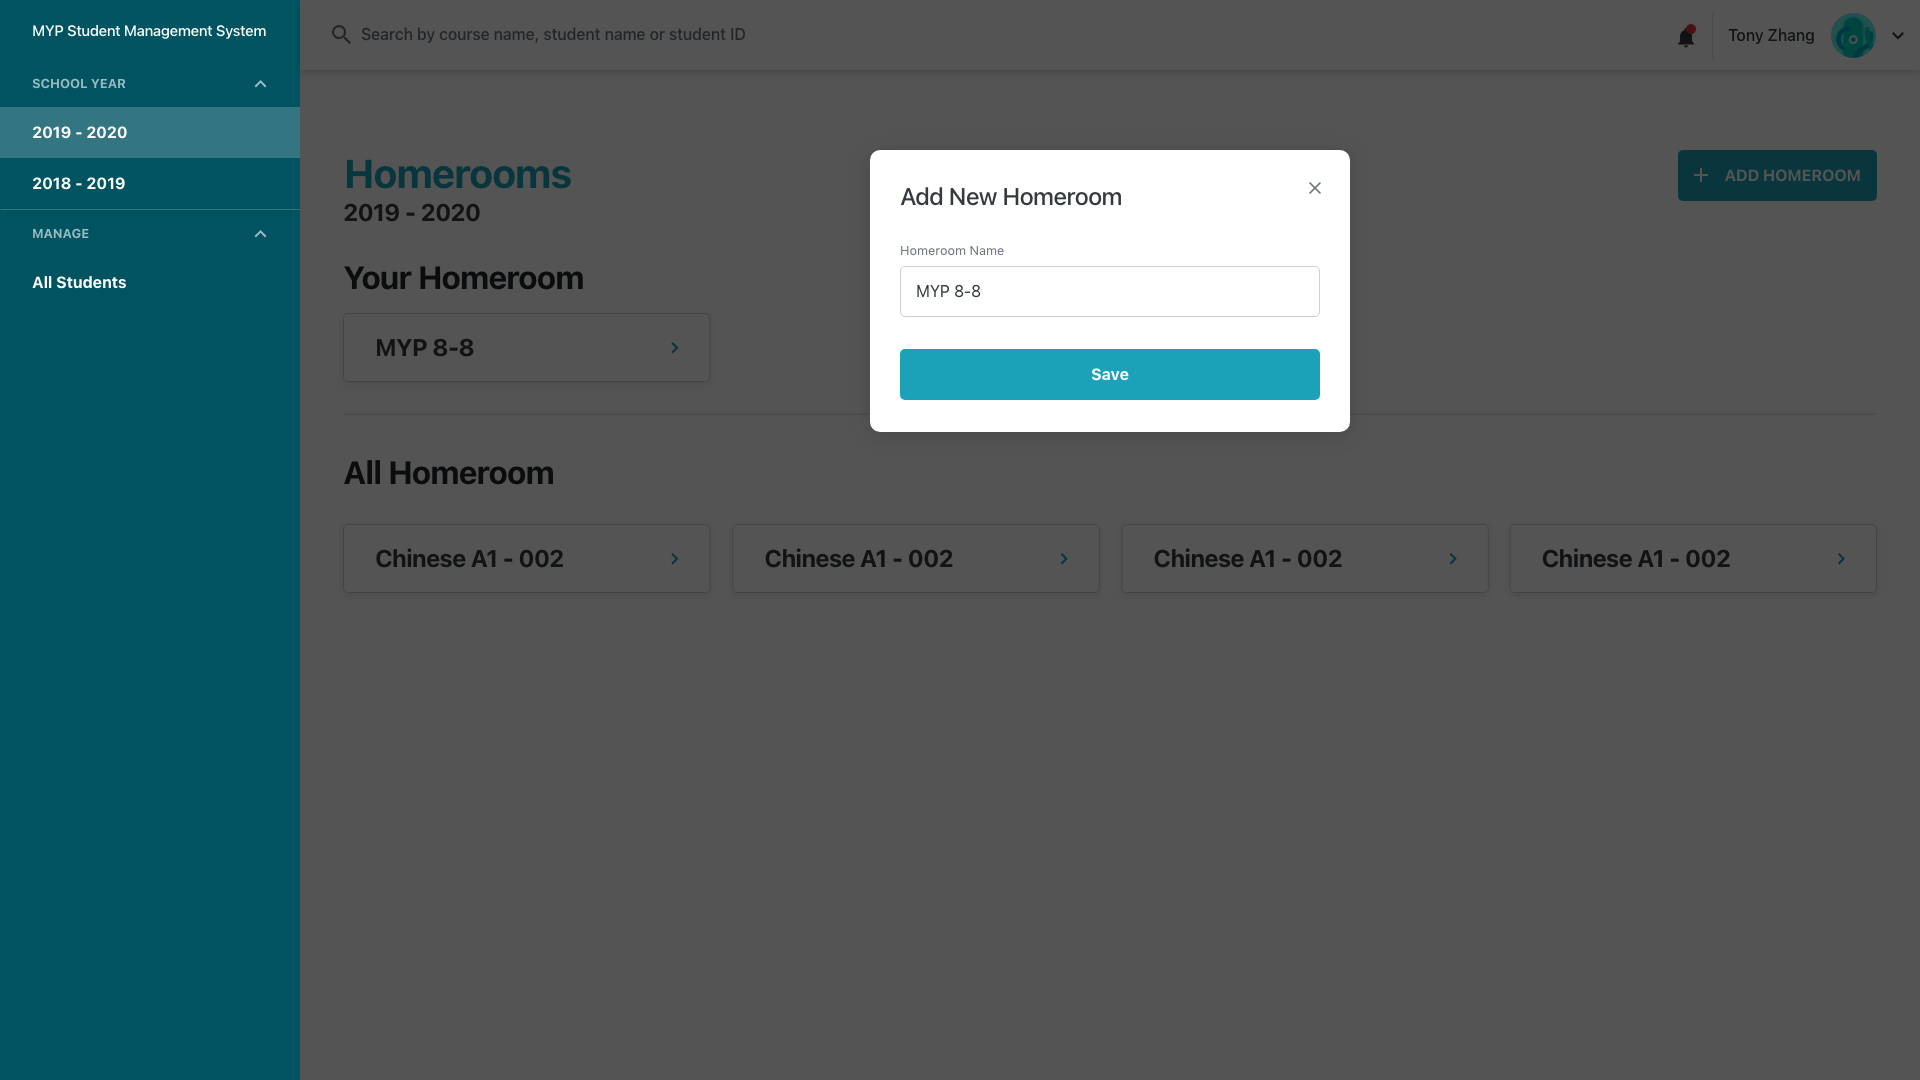 MYP Student Management System
SCHOOL YEAR
2019 - 2020
2018 - 2019
MANAGE
All Students
Search by course name, student name or student ID
Tony Zhang
Homerooms
2019 - 2020
ADD HOMEROOM
Your Homeroom
MYP 8-8
All Homeroom
Chinese A1 - 002
Chinese A1 - 002
Chinese A1 - 002
Chinese A1 - 002
Add New Homeroom
Homeroom Name
MYP 8-8
Save